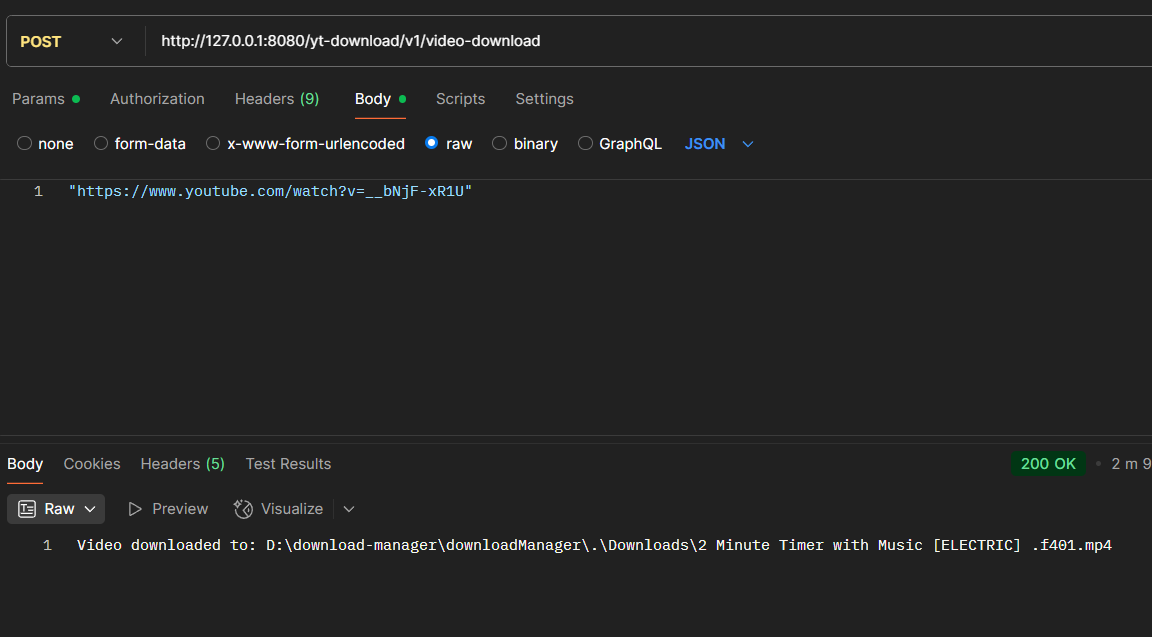 POST http://127.0.0.1:8080/yt-download/v1/video-download
Params Authorization Headers (9) Body Scripts Settings
none form-data x-www-form-urlencoded raw binary GraphQL JSON
1 "https://www.youtube.com/watch?v=__bNjF-xR1U"
Body Cookies Headers (5) Test Results 200 OK • 2 m 9
Raw Preview Visualize
1 Video downloaded to: D:\download-manager\downloadManager\.\Downloads\2 Minute Timer with Music [ELECTRIC] .f401.mp4